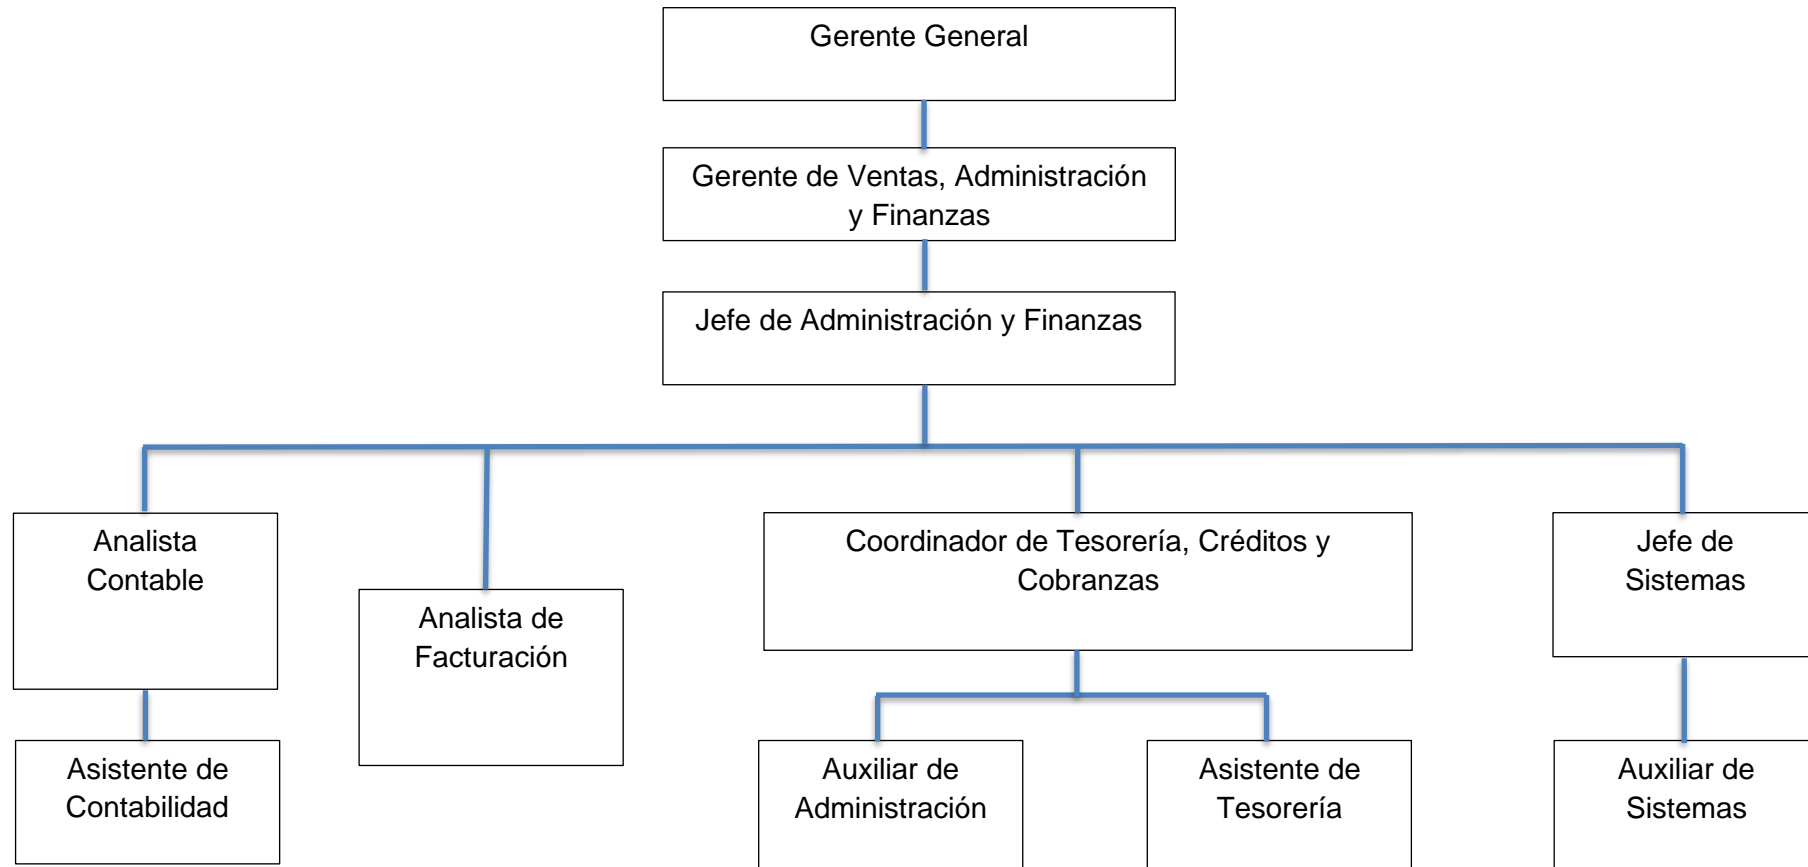 Gerente General
Gerente de Ventas, Administración
y Finanzas
Jefe de Administración y Finanzas
Analista
Contable
Analista de
Facturación
Coordinador de Tesorería, Créditos y
Cobranzas
Jefe de
Sistemas
Asistente de
Contabilidad
Auxiliar de
Administración
Asistente de
Tesorería
Auxiliar de
Sistemas